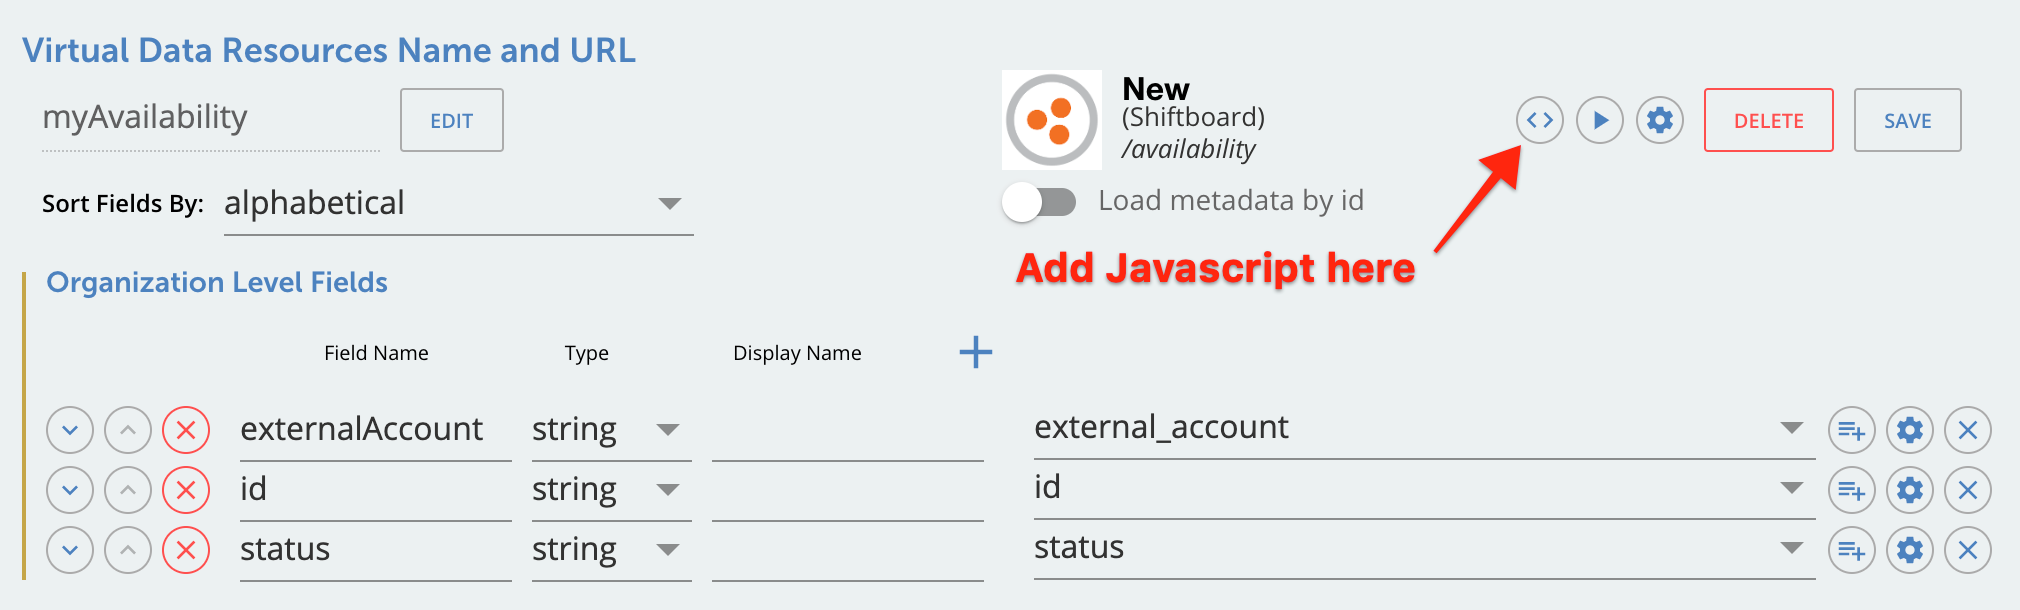 Virtual Data Resources Name and URL
myAvailability
EDIT
New
(Shiftboard)
/availability
DELETE
SAVE
Sort Fields By: alphabetical
Load metadata by id
Add Javascript here
Organization Level Fields
Field Name Type Display Name
externalAccount string external_account
id string id
status string status